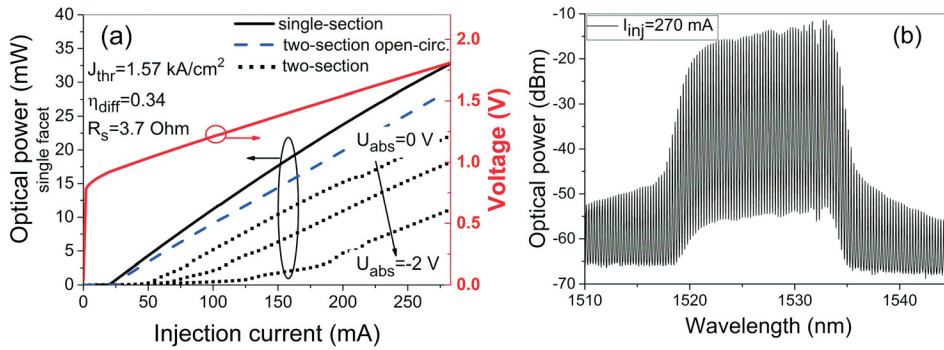 (a)
single-section
two-section open-circ.
two-section
J_thr=1.57 kA/cm²
η_diff=0.34
R_s=3.7 Ohm
U_abs=0 V
U_abs=-2 V
Optical power (mW)
single facet
40
35
30
25
20
15
10
5
0
0 50 100 150 200 250
Injection current (mA)
2.0
1.5
1.0
0.5
0.0
Voltage (V)
(b)
I_inj=270 mA
Optical power (dBm)
-10
-20
-30
-40
-50
-60
-70
1510 1520 1530 1540
Wavelength (nm)